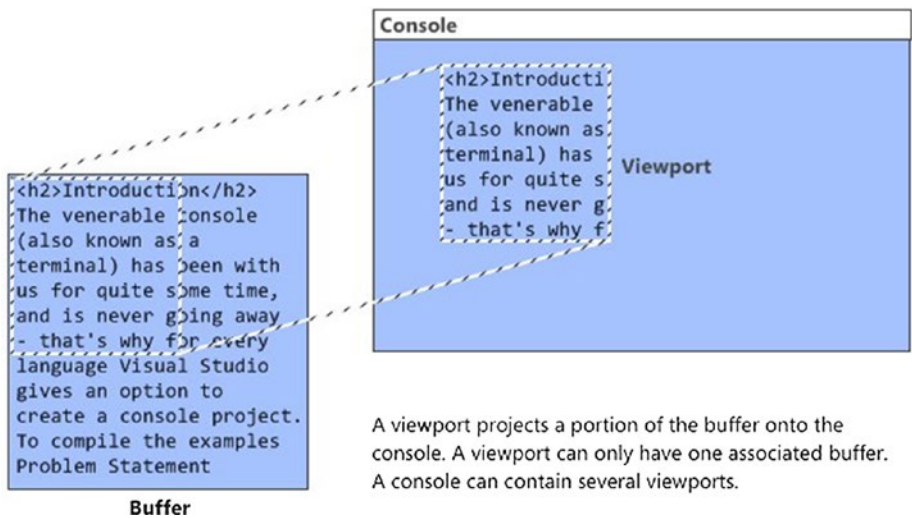 Console
<h2>Introducti
The venerable
(also known as
terminal) has
us for quite s
and is never g
- that's why f
Viewport
<h2>Introduction</h2>
The venerable console
(also known as a
terminal) has been with
us for quite some time,
and is never going away
- that's why for every
language Visual Studio
gives an option to
create a console project.
To compile the examples
Problem Statement
Buffer
A viewport projects a portion of the buffer onto the
console. A viewport can only have one associated buffer.
A console can contain several viewports.